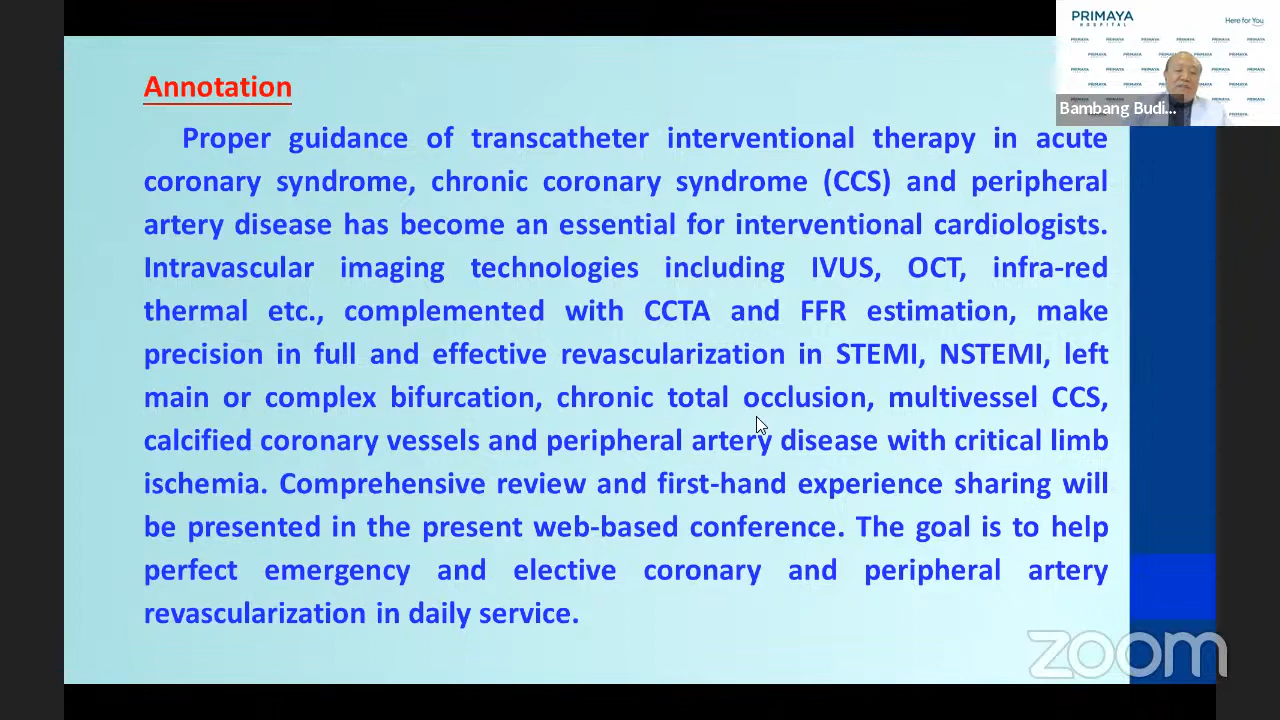 PRIMAYA
HOSPITAL
Here for You
Bambang Budi...
Annotation
Proper guidance of transcatheter interventional therapy in acute
coronary syndrome, chronic coronary syndrome (CCS) and peripheral
artery disease has become an essential for interventional cardiologists.
Intravascular imaging technologies including IVUS, OCT, infra-red
thermal etc., complemented with CCTA and FFR estimation, make
precision in full and effective revascularization in STEMI, NSTEMI, left
main or complex bifurcation, chronic total occlusion, multivessel CCS,
calcified coronary vessels and peripheral artery disease with critical limb
ischemia. Comprehensive review and first-hand experience sharing will
be presented in the present web-based conference. The goal is to help
perfect emergency and elective coronary and peripheral artery
revascularization in daily service.
zoom